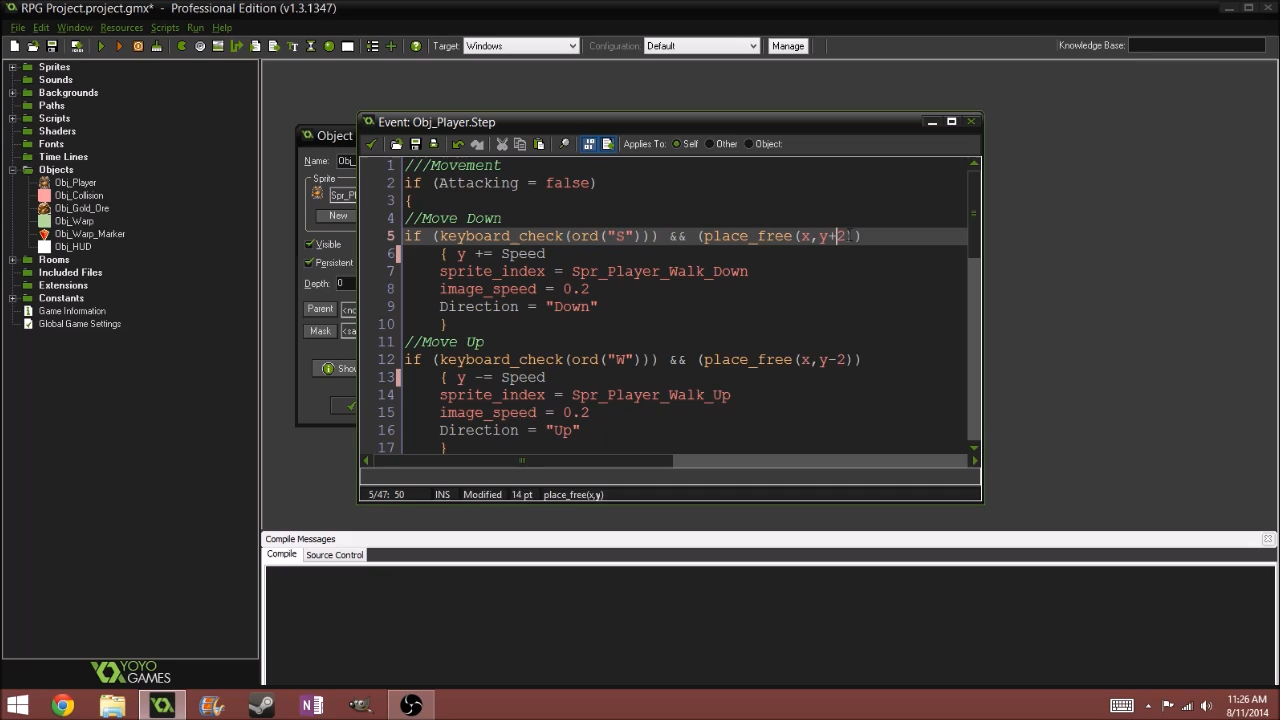 RPG Project.project.gmx* - Professional Edition (v1.3.1347)
File Edit Window Resources Scripts Run Help
Target: Windows Configuration: Default Manage Knowledge Base:
Sprites
Sounds
Backgrounds
Paths
Scripts
Shaders
Fonts
Time Lines
Objects
Obj_Player
Obj_Collision
Obj_Gold_Ore
Obj_Warp
Obj_Warp_Marker
Obj_HUD
Rooms
Included Files
Extensions
Constants
Game Information
Global Game Settings
YOYO
GAMES
Object
Name: Obj_
Sprite
Spr_Pl
New
Visible
Persistent
Depth: 0
Parent <no
Mask <sa
Shou
Event: Obj_Player.Step
Applies To: Self Other Object
1 ///Movement
2 if (Attacking = false)
3 {
4 //Move Down
5 if (keyboard_check(ord("S"))) && (place_free(x,y+2))
6 { y += Speed
7 sprite_index = Spr_Player_Walk_Down
8 image_speed = 0.2
9 Direction = "Down"
10 }
11 //Move Up
12 if (keyboard_check(ord("W"))) && (place_free(x,y-2))
13 { y -= Speed
14 sprite_index = Spr_Player_Walk_Up
15 image_speed = 0.2
16 Direction = "Up"
17 }
5/47: 50 INS Modified 14 pt place_free(x,y)
Compile Messages
Compile Source Control
11:26 AM
8/11/2014